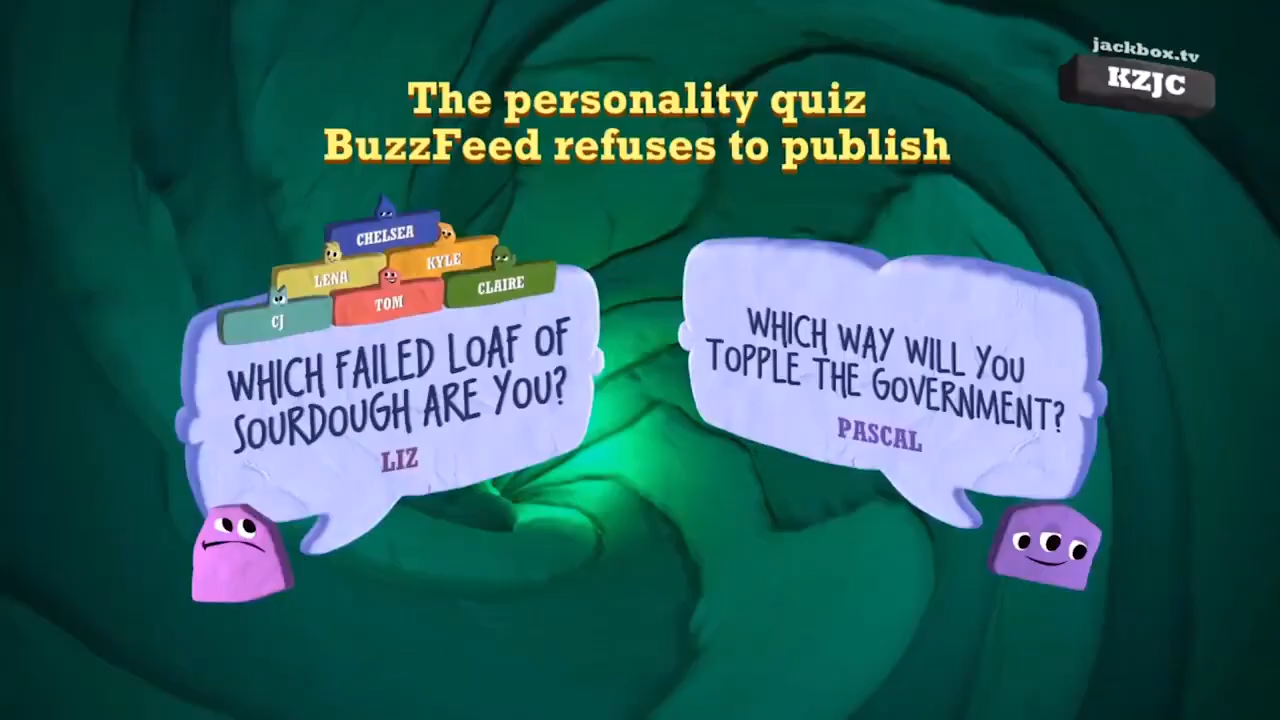 jackbox.tv
KZJC
The personality quiz
BuzzFeed refuses to publish
CHELSEA
LENA
KYLE
CJ
TOM
CLAIRE
WHICH FAILED LOAF OF
SOURDOUGH ARE YOU?
LIZ
WHICH WAY WILL YOU
TOPPLE THE GOVERNMENT?
PASCAL